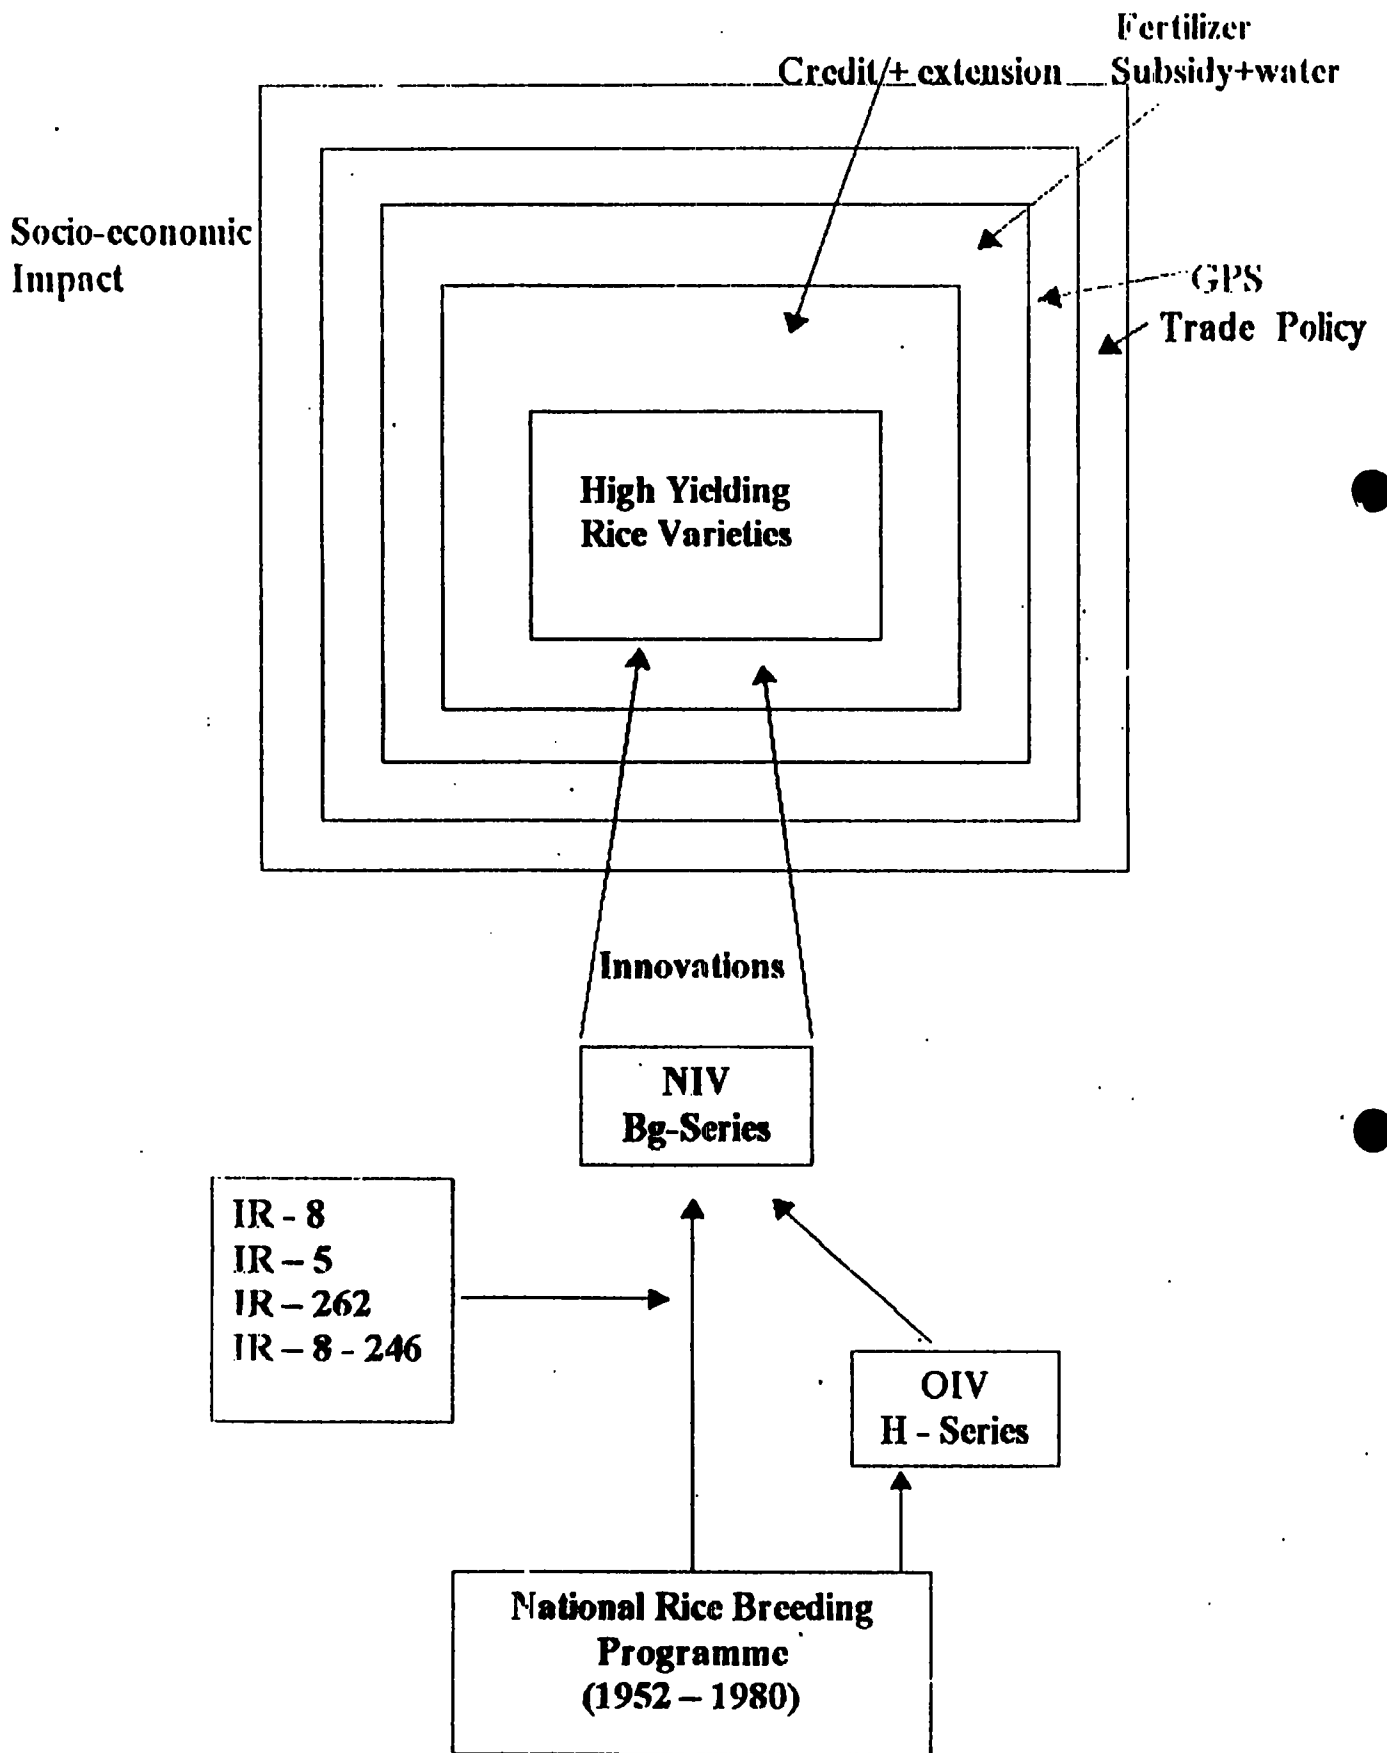 Fertilizer
Credit + extension Subsidy+water
Socio-economic
Impact
GPS
Trade Policy
High Yielding
Rice Varieties
Innovations
NIV
Bg-Series
IR - 8
IR – 5
IR – 262
IR – 8 - 246
OIV
H - Series
National Rice Breeding
Programme
(1952 – 1980)